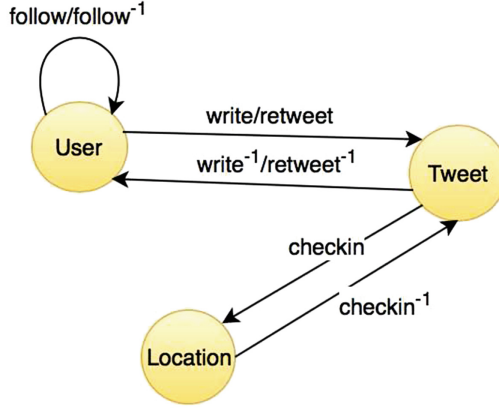 follow/follow⁻¹
User
write/retweet
write⁻¹/retweet⁻¹
Tweet
checkin
checkin⁻¹
Location